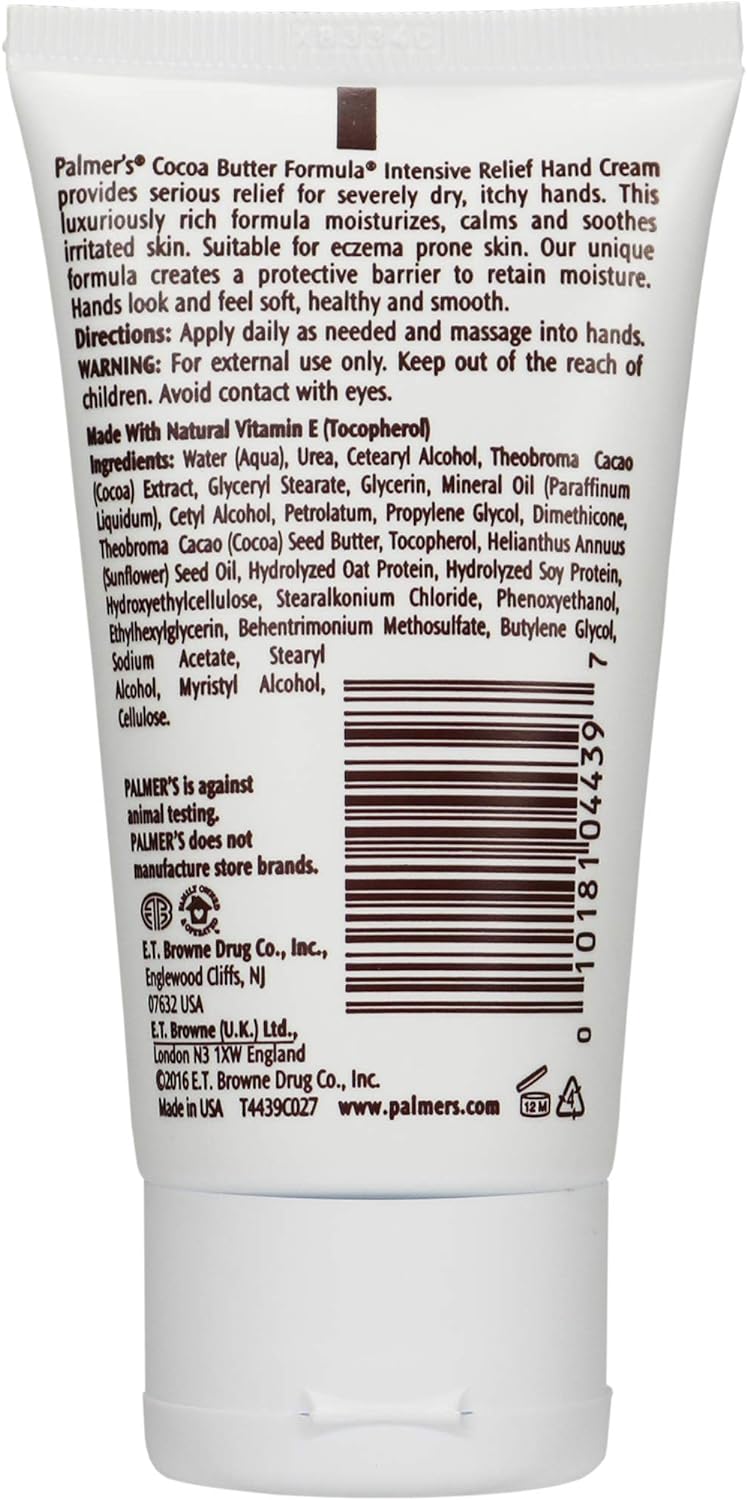 Palmer's® Cocoa Butter Formula® Intensive Relief Hand Cream
provides serious relief for severely dry, itchy hands. This
luxuriously rich formula moisturizes, calms and soothes
irritated skin. Suitable for eczema prone skin. Our unique
formula creates a protective barrier to retain moisture.
Hands look and feel soft, healthy and smooth.
Directions: Apply daily as needed and massage into hands.
WARNING: For external use only. Keep out of the reach of
children. Avoid contact with eyes.
Made With Natural Vitamin E (Tocopherol)
Ingredients: Water (Aqua), Urea, Cetearyl Alcohol, Theobroma Cacao
(Cocoa) Extract, Glyceryl Stearate, Glycerin, Mineral Oil (Paraffinum
Liquidum), Cetyl Alcohol, Petrolatum, Propylene Glycol, Dimethicone,
Theobroma Cacao (Cocoa) Seed Butter, Tocopherol, Helianthus Annuus
(Sunflower) Seed Oil, Hydrolyzed Oat Protein, Hydrolyzed Soy Protein,
Hydroxyethylcellulose, Stearalkonium Chloride, Phenoxyethanol,
Ethylhexylglycerin, Behentrimonium Methosulfate, Butylene Glycol,
Sodium Acetate, Stearyl
Alcohol, Myristyl Alcohol,
Cellulose.
0 10181 04439 7
PALMER'S is against
animal testing.
PALMER'S does not
manufacture store brands.
ETB
FAMILY OWNED
& OPERATED
E.T. Browne Drug Co., Inc.,
Englewood Cliffs, NJ
07632 USA
E.T. Browne (U.K.) Ltd.,
London N3 1XW England
©2016 E.T. Browne Drug Co., Inc.
Made in USA T4439C027 www.palmers.com 12 M 4